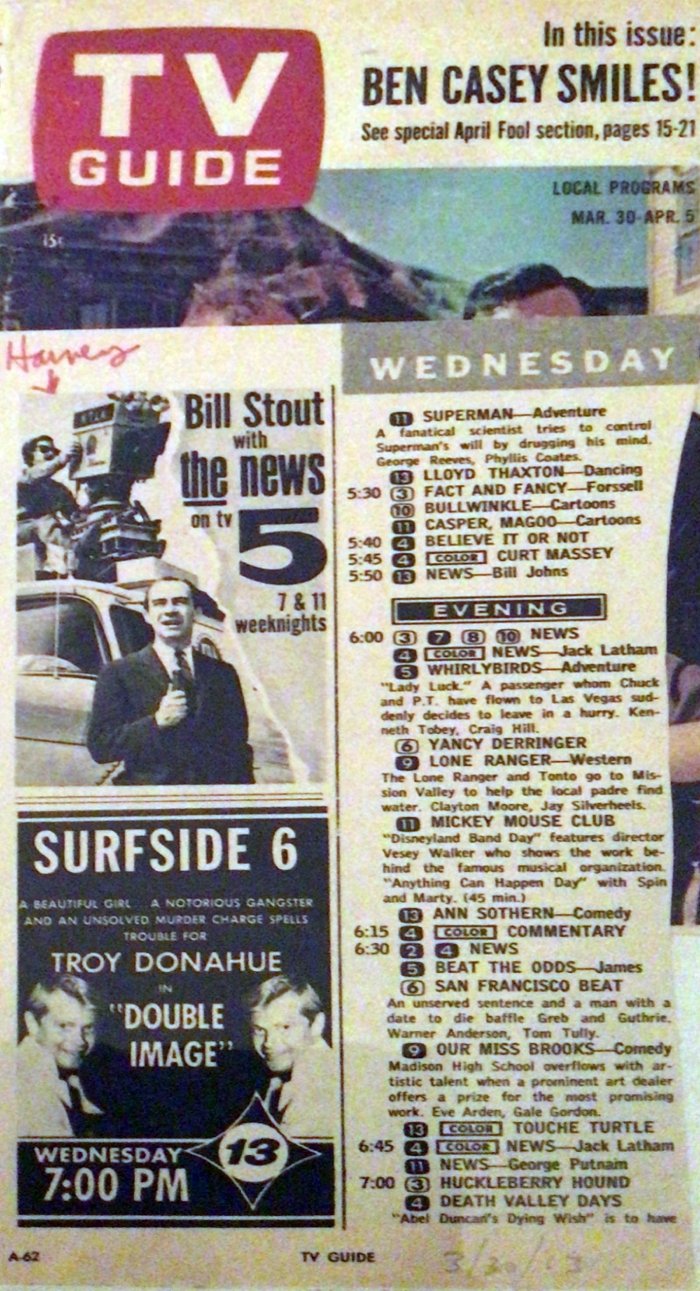 TV
GUIDE
In this issue:
BEN CASEY SMILES!
See special April Fool section, pages 15-21
LOCAL PROGRAMS
MAR. 30-APR. 5
15¢
Harvey
Bill Stout
with
the news
on tv
5
7 & 11
weeknights
SURFSIDE 6
A BEAUTIFUL GIRL A NOTORIOUS GANGSTER
AND AN UNSOLVED MURDER CHARGE SPELLS
TROUBLE FOR
TROY DONAHUE
IN
"DOUBLE
IMAGE"
WEDNESDAY
7:00 PM
13
WEDNESDAY
11 SUPERMAN—Adventure
A fanatical scientist tries to control
Superman's will by drugging his mind.
George Reeves, Phyllis Coates.
13 LLOYD THAXTON—Dancing
5:30 3 FACT AND FANCY—Forssell
10 BULLWINKLE—Cartoons
11 CASPER, MAGOO—Cartoons
5:40 4 BELIEVE IT OR NOT
5:45 4 COLOR CURT MASSEY
5:50 13 NEWS—Bill Johns
EVENING
6:00 3 7 8 10 NEWS
4 COLOR NEWS—Jack Latham
5 WHIRLYBIRDS—Adventure
"Lady Luck." A passenger whom Chuck
and P.T. have flown to Las Vegas sud-
denly decides to leave in a hurry. Ken-
neth Tobey, Craig Hill.
6 YANCY DERRINGER
9 LONE RANGER—Western
The Lone Ranger and Tonto go to Mis-
sion Valley to help the local padre find
water. Clayton Moore, Jay Silverheels.
11 MICKEY MOUSE CLUB
"Disneyland Band Day" features director
Vesey Walker who shows the work be-
hind the famous musical organization.
"Anything Can Happen Day" with Spin
and Marty. (45 min.)
13 ANN SOTHERN—Comedy
6:15 4 COLOR COMMENTARY
6:30 2 4 NEWS
5 BEAT THE ODDS—James
6 SAN FRANCISCO BEAT
An unserved sentence and a man with a
date to die baffle Greb and Guthrie.
Warner Anderson, Tom Tully.
9 OUR MISS BROOKS—Comedy
Madison High School overflows with ar-
tistic talent when a prominent art dealer
offers a prize for the most promising
work. Eve Arden, Gale Gordon.
13 COLOR TOUCHE TURTLE
6:45 4 COLOR NEWS—Jack Latham
11 NEWS—George Putnam
7:00 3 HUCKLEBERRY HOUND
4 DEATH VALLEY DAYS
"Abel Duncan's Dying Wish" is to have
A-62
TV GUIDE